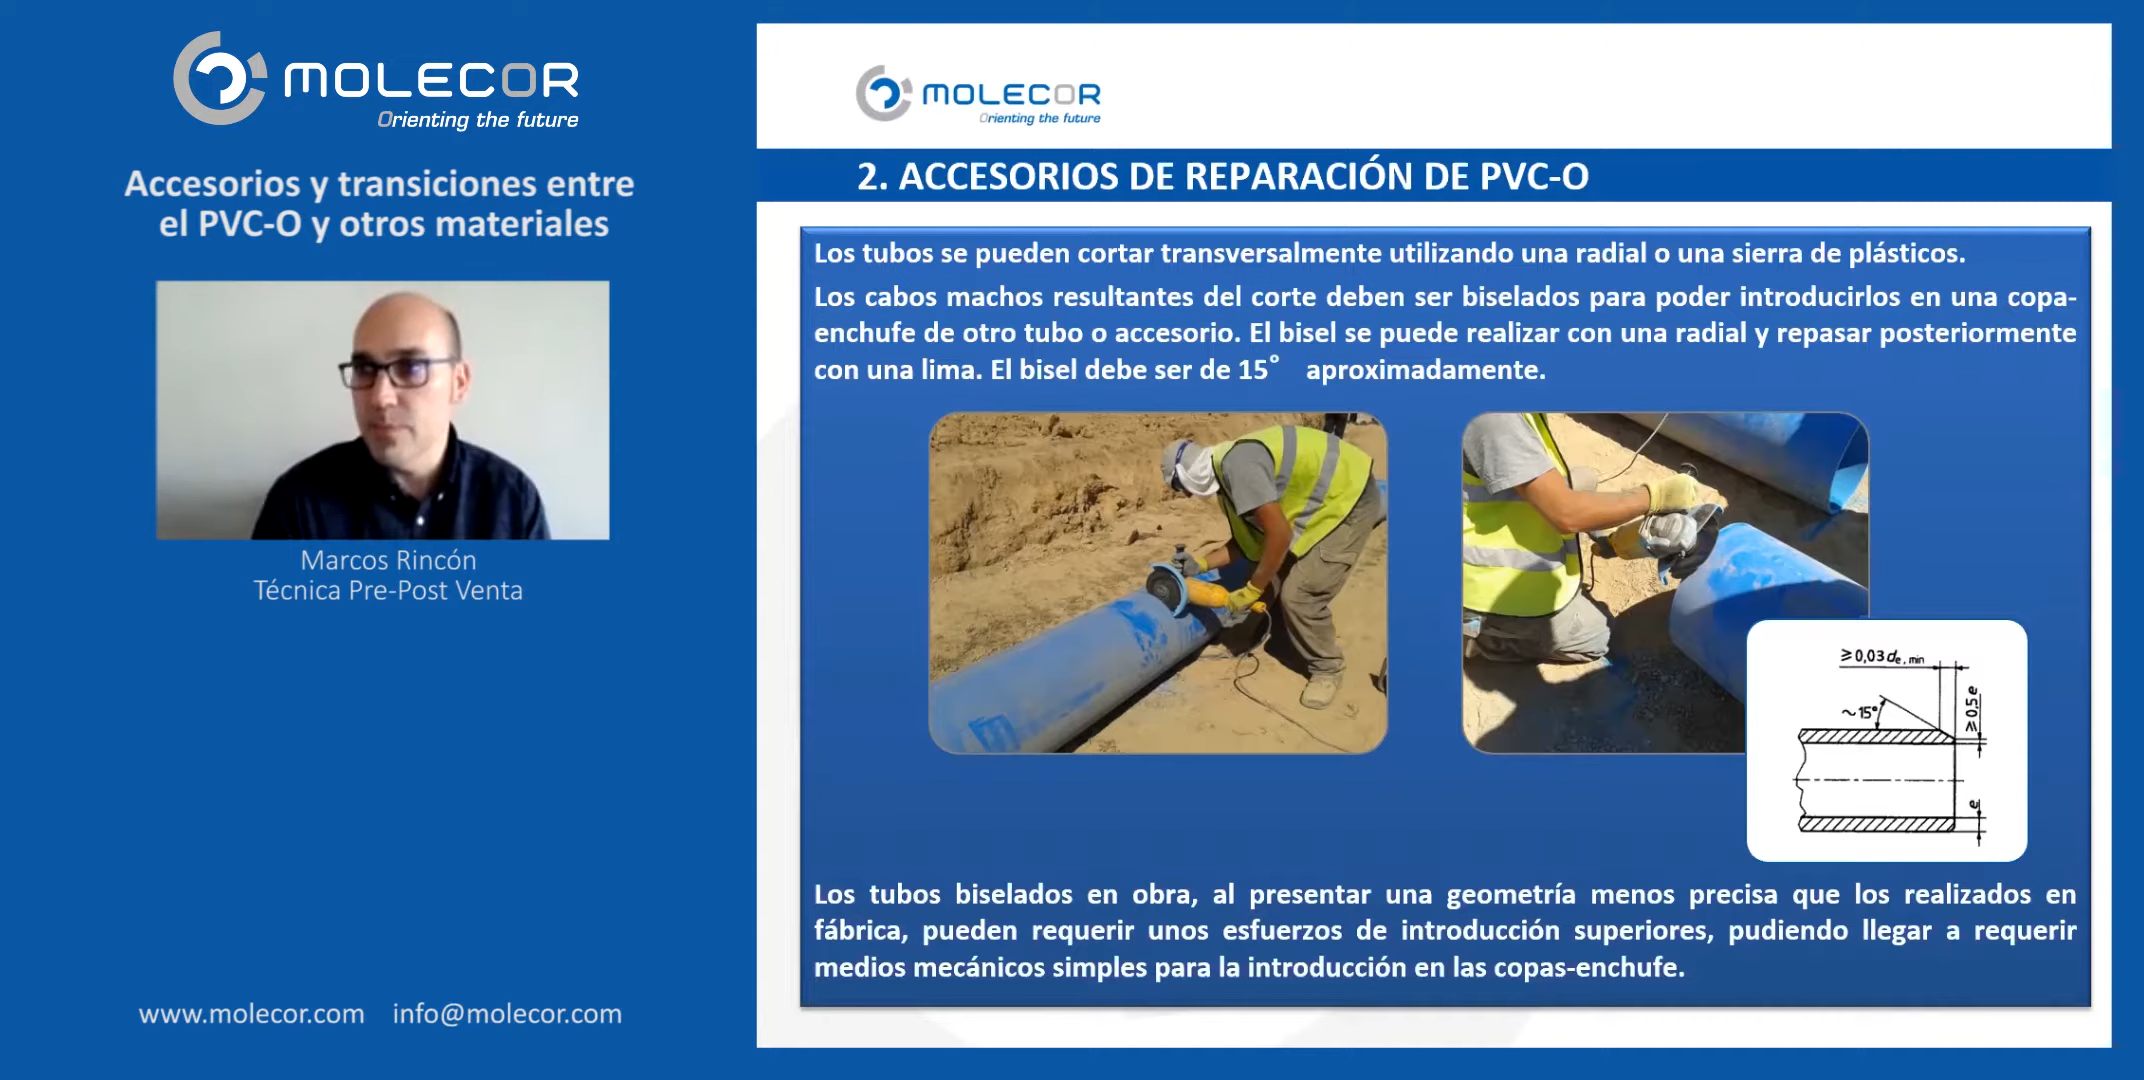 MOLECOR
Orienting the future
Accesorios y transiciones entre
el PVC-O y otros materiales
Marcos Rincón
Técnica Pre-Post Venta
www.molecor.com info@molecor.com
MOLECOR
Orienting the future
2. ACCESORIOS DE REPARACIÓN DE PVC-O
Los tubos se pueden cortar transversalmente utilizando una radial o una sierra de plásticos.
Los cabos machos resultantes del corte deben ser biselados para poder introducirlos en una copa-
enchufe de otro tubo o accesorio. El bisel se puede realizar con una radial y repasar posteriormente
con una lima. El bisel debe ser de 15° aproximadamente.
≥0,03 de, min
~15°
≥0,5e
e
Los tubos biselados en obra, al presentar una geometría menos precisa que los realizados en
fábrica, pueden requerir unos esfuerzos de introducción superiores, pudiendo llegar a requerir
medios mecánicos simples para la introducción en las copas-enchufe.